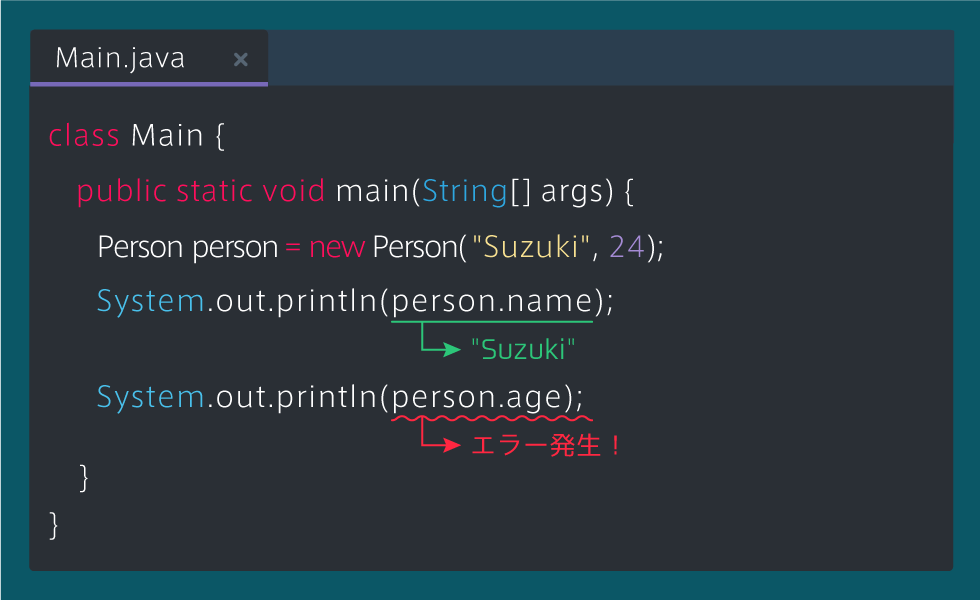 Main.java ×
class Main {
public static void main(String[] args) {
Person person = new Person("Suzuki", 24);
System.out.println(person.name);
"Suzuki"
System.out.println(person.age);
エラー発生！
}
}